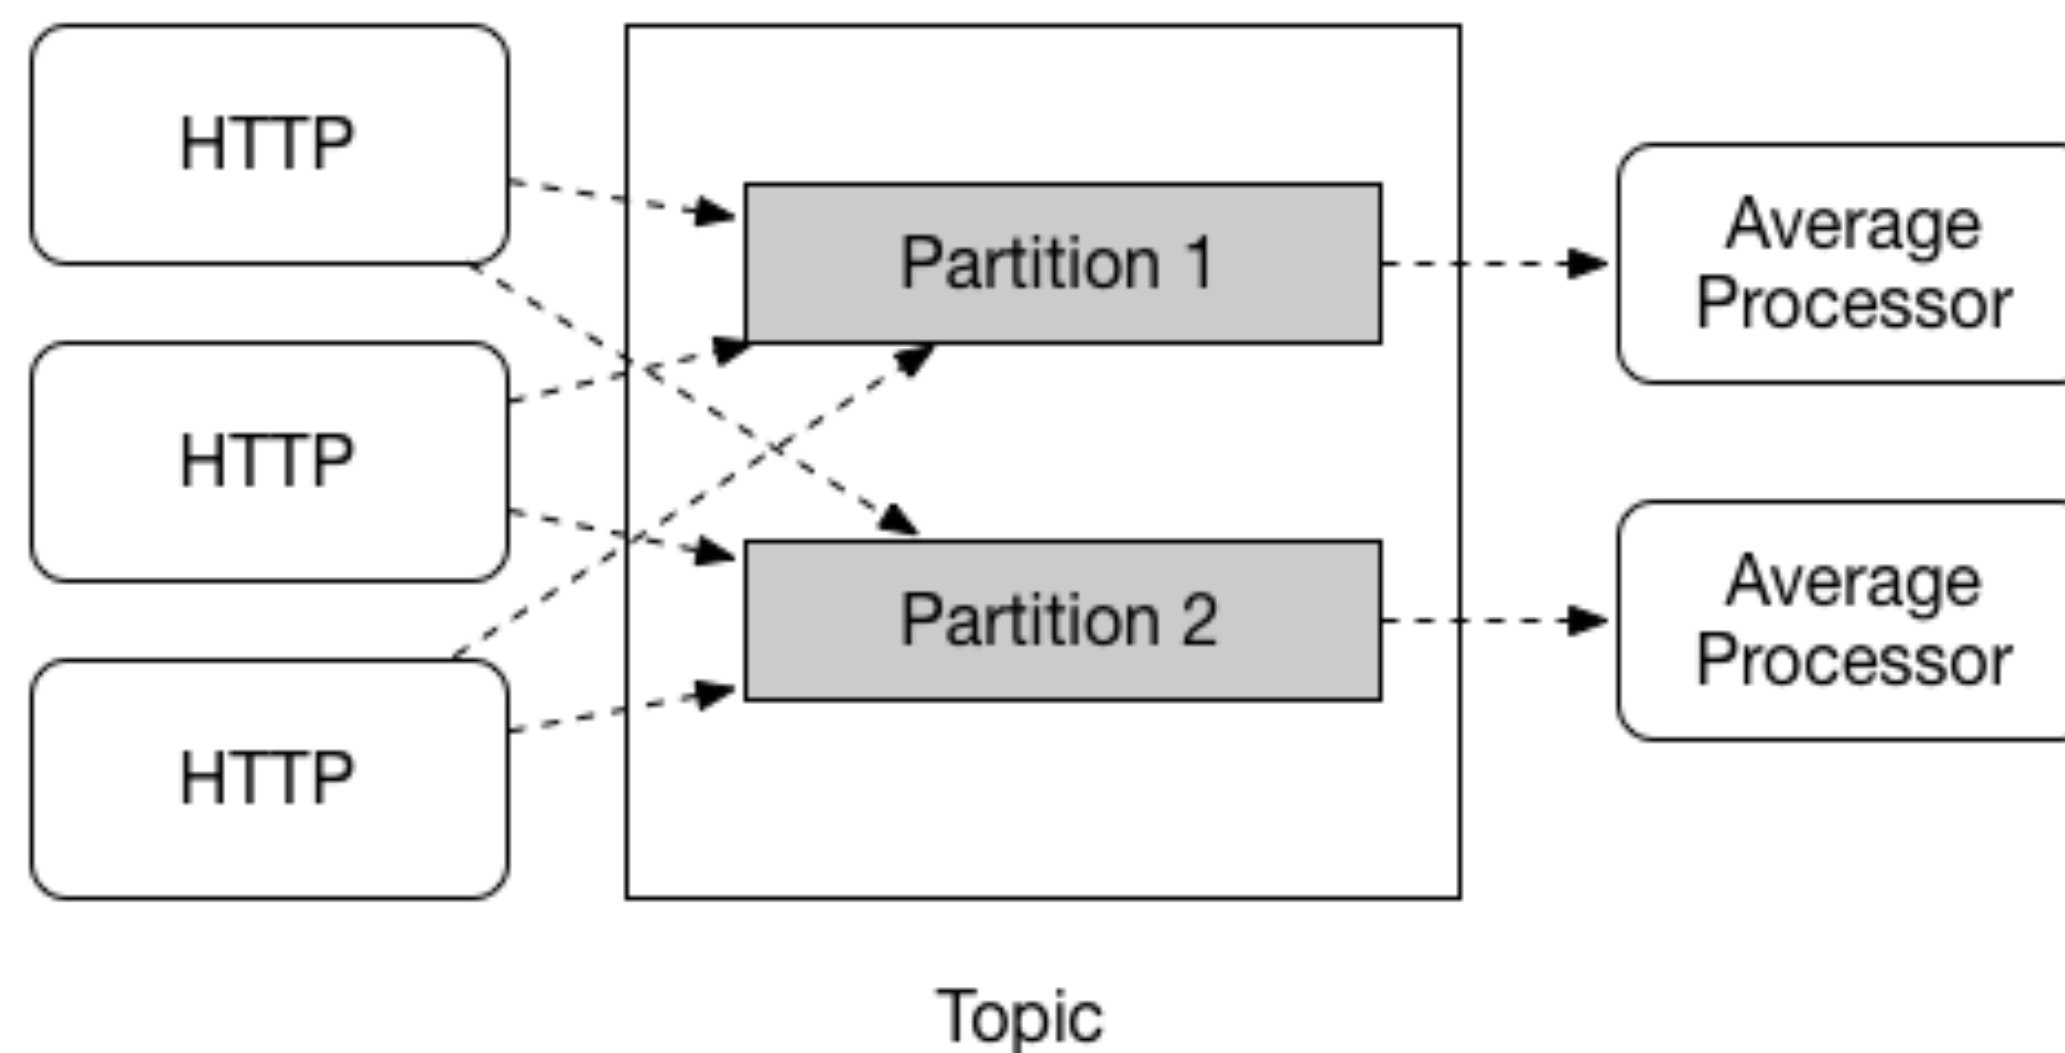 HTTP
HTTP
HTTP
Partition 1
Partition 2
Average
Processor
Average
Processor
Topic